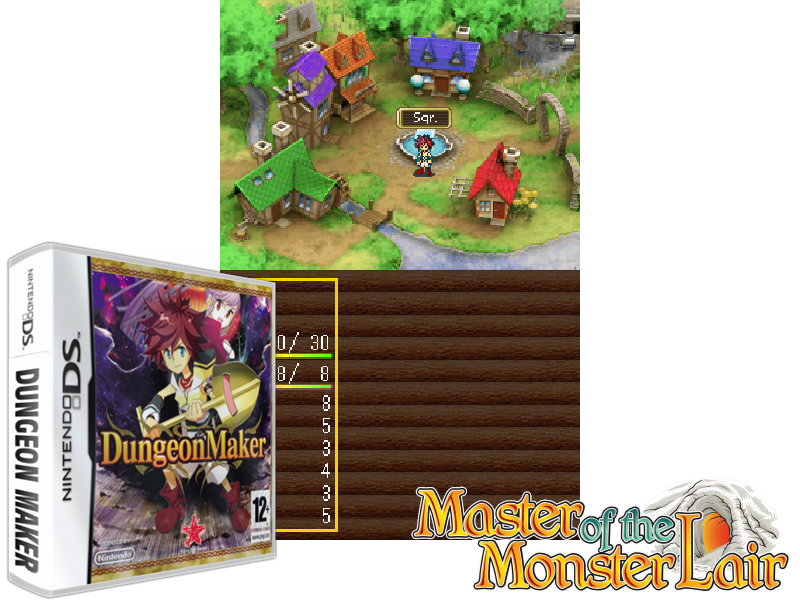 Sqr.
0/ 30
8/ 8
8
5
3
4
3
5
NINTENDO DS.
DUNGEON MAKER
NINTENDO DS™
DungeonMaker
12+
Nintendo
Master of the
Monster Lair